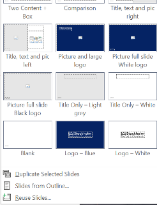 Two Content -
Box
Comparison
Title, text and pic
right
Title, text and pic
left
Picture and large
logo
Picture full slide
White logo
Picture full slide
Black logo
Title Only – Light
grey
Title Only – White
Blank
Logo – Blue
Logo – White
Duplicate Selected Slides
Slides from Outline...
Reuse Slides...